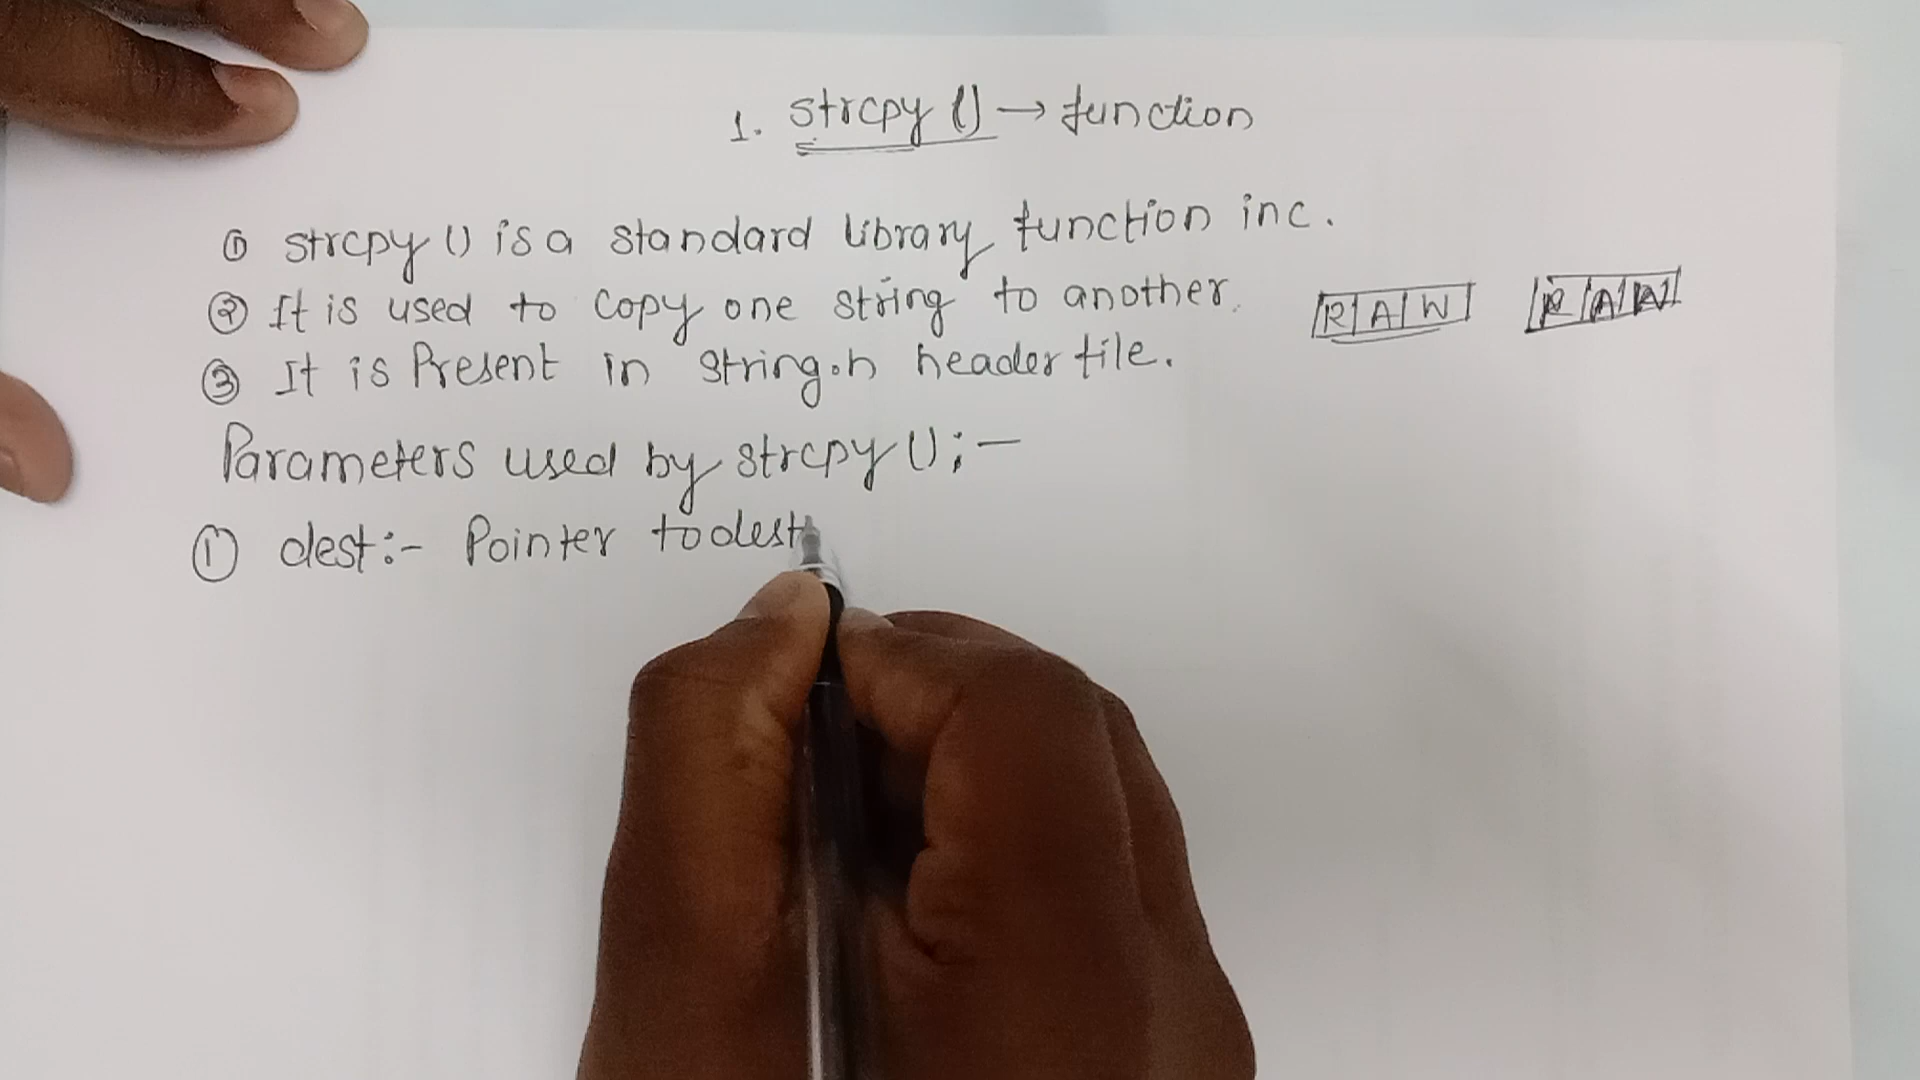 1. strcpy () → function
① strcpy () is a standard library function in c.
② It is used to copy one string to another.
R A W
R A W
③ It is Present in string.h header file.
Parameters used by strcpy () :-
① dest :- Pointer to dest